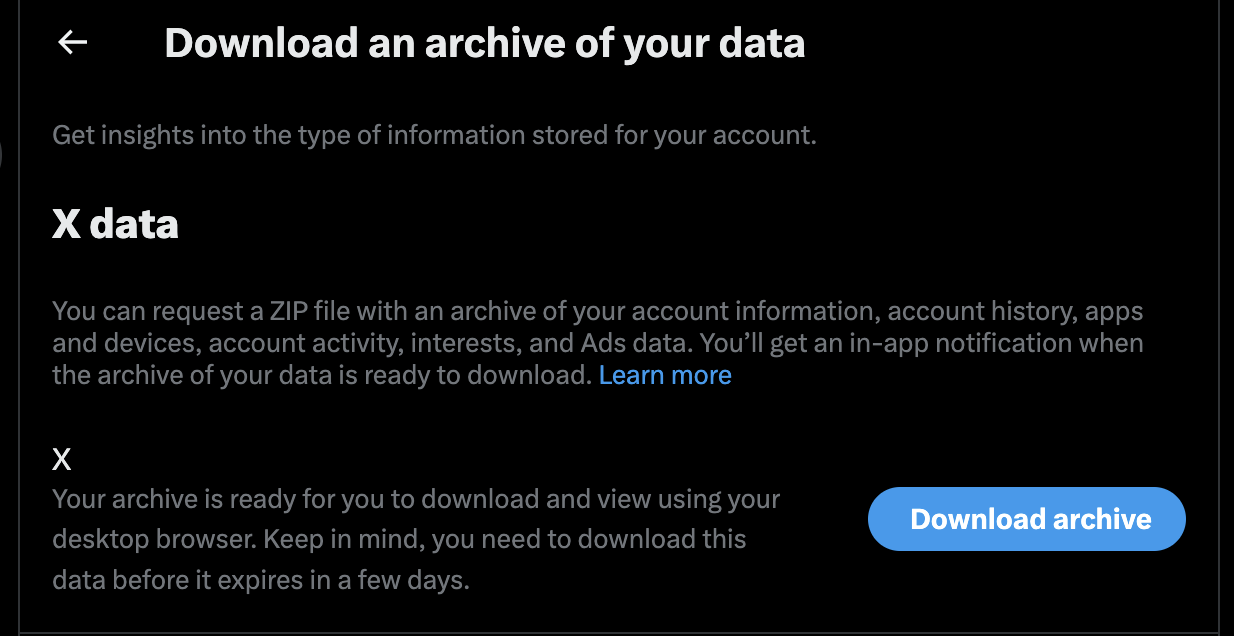 Download an archive of your data
Get insights into the type of information stored for your account.
X data
You can request a ZIP file with an archive of your account information, account history, apps
and devices, account activity, interests, and Ads data. You’ll get an in-app notification when
the archive of your data is ready to download. Learn more
X
Your archive is ready for you to download and view using your
desktop browser. Keep in mind, you need to download this
data before it expires in a few days.
Download archive